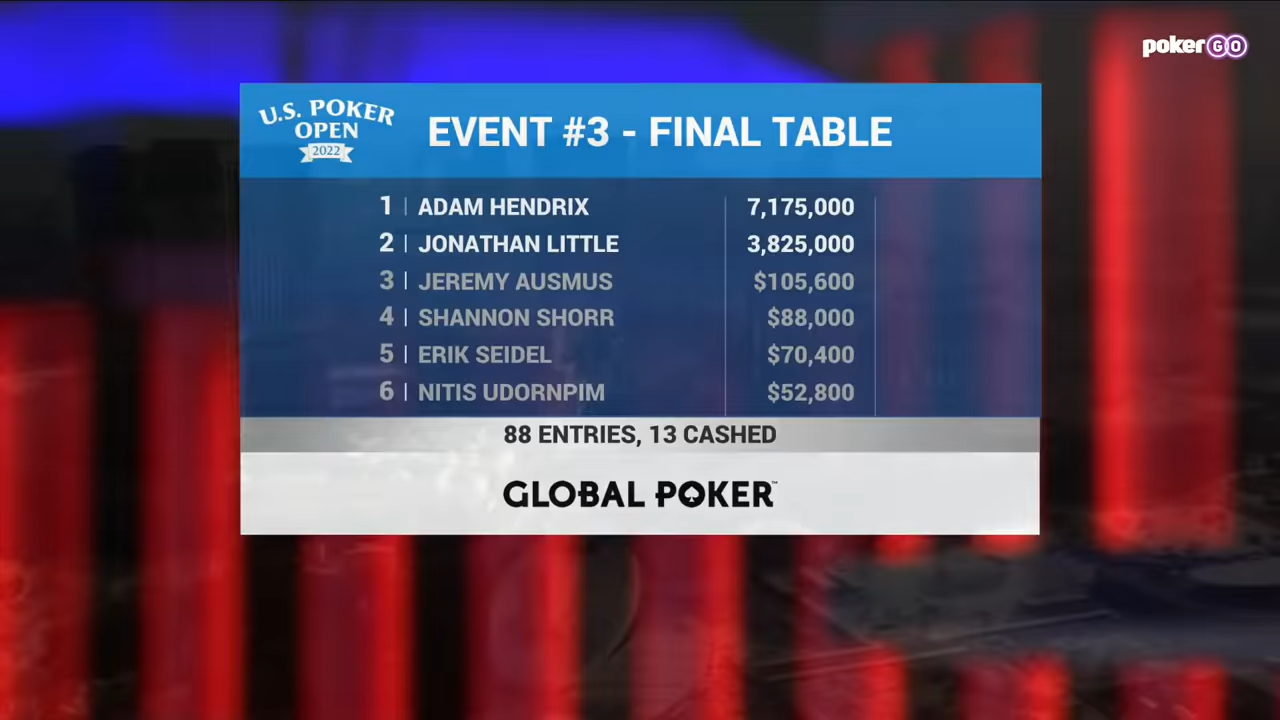 poker GO
U.S. POKER
OPEN
2022
EVENT #3 - FINAL TABLE
1 ADAM HENDRIX 7,175,000
2 JONATHAN LITTLE 3,825,000
3 JEREMY AUSMUS $105,600
4 SHANNON SHORR $88,000
5 ERIK SEIDEL $70,400
6 NITIS UDORNPIM $52,800
88 ENTRIES, 13 CASHED
GLOBAL POKER™